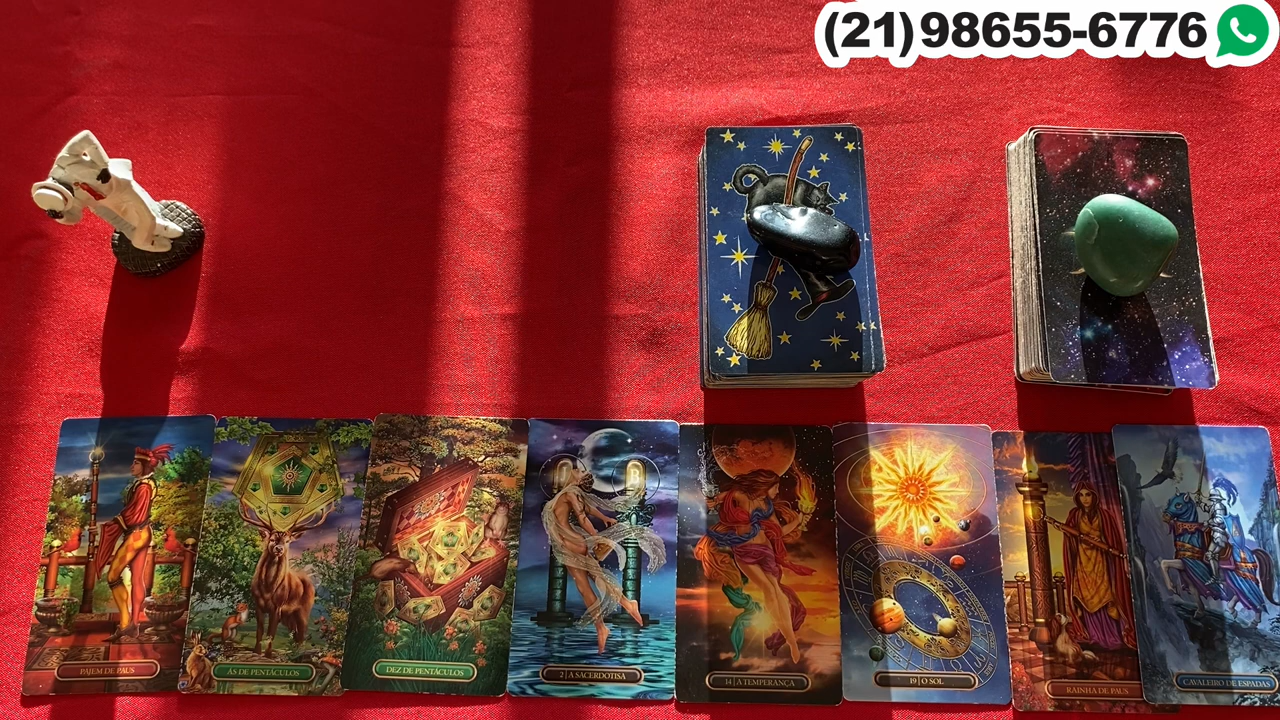 (21)98655-6776
B
PÁJEM DE PAUS
ÁS DE PENTÁCULOS
DEZ DE PENTÁCULOS
2 | A SACERDOTISA
14 | A TEMPERANÇA
19 | O SOL
RAINHA DE PAUS
CAVALEIRO DE ESPADAS